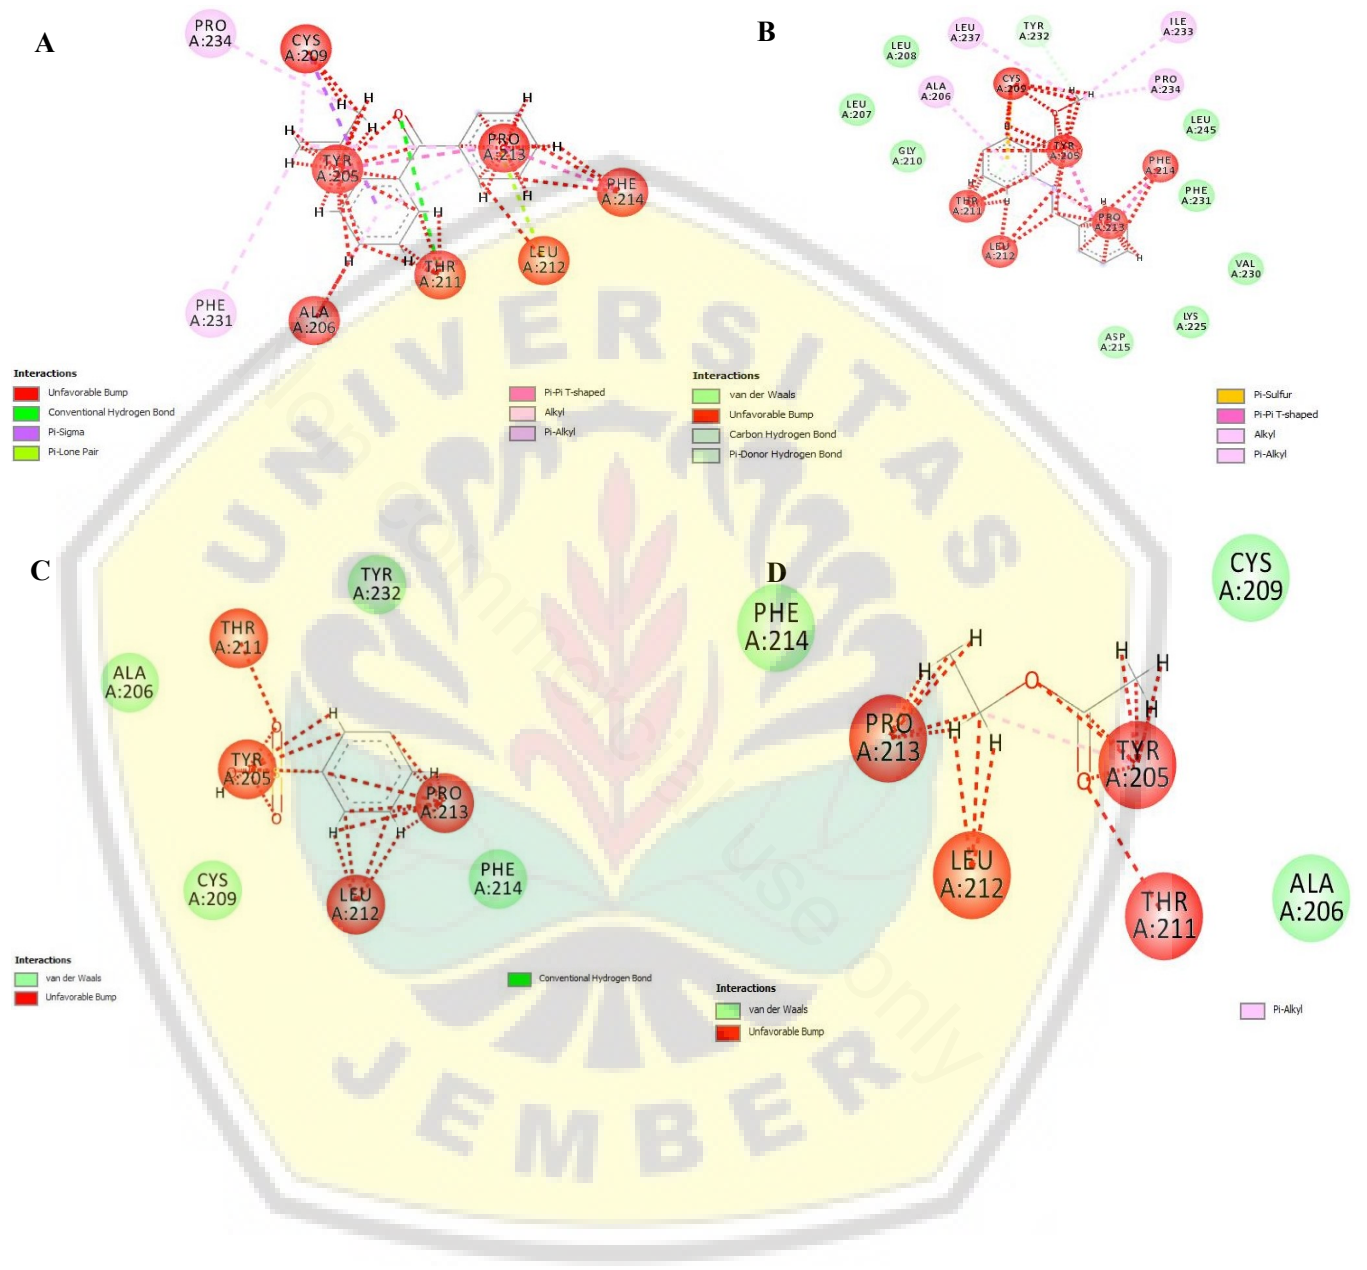 A
PRO
A:234
CYS
A:209
TYR
A:205
PRO
A:213
PHE
A:214
LEU
A:212
THR
A:211
ALA
A:206
PHE
A:231
H
H
H
H
H
H
H
H
H
H
H
H
H
O
Interactions
Unfavorable Bump
Conventional Hydrogen Bond
Pi-Sigma
Pi-Lone Pair
Pi-Pi T-shaped
Alkyl
Pi-Alkyl
B
LEU
A:237
TYR
A:232
ILE
A:233
LEU
A:208
CYS
A:209
PRO
A:234
ALA
A:206
LEU
A:207
LEU
A:245
GLY
A:210
TYR
A:205
PHE
A:214
PHE
A:231
THR
A:211
PRO
A:213
LEU
A:212
VAL
A:230
LYS
A:225
ASP
A:215
Interactions
van der Waals
Unfavorable Bump
Carbon Hydrogen Bond
Pi-Donor Hydrogen Bond
Pi-Sulfur
Pi-Pi T-shaped
Alkyl
Pi-Alkyl
C
TYR
A:232
THR
A:211
ALA
A:206
TYR
A:205
PRO
A:213
CYS
A:209
LEU
A:212
PHE
A:214
H
H
H
H
H
O
O
Interactions
van der Waals
Unfavorable Bump
Conventional Hydrogen Bond
D
PHE
A:214
CYS
A:209
PRO
A:213
TYR
A:205
LEU
A:212
THR
A:211
ALA
A:206
H
H
H
H
H
H
H
O
O
Interactions
van der Waals
Unfavorable Bump
Pi-Alkyl
UNIVERSITAS
JEMBER
use only